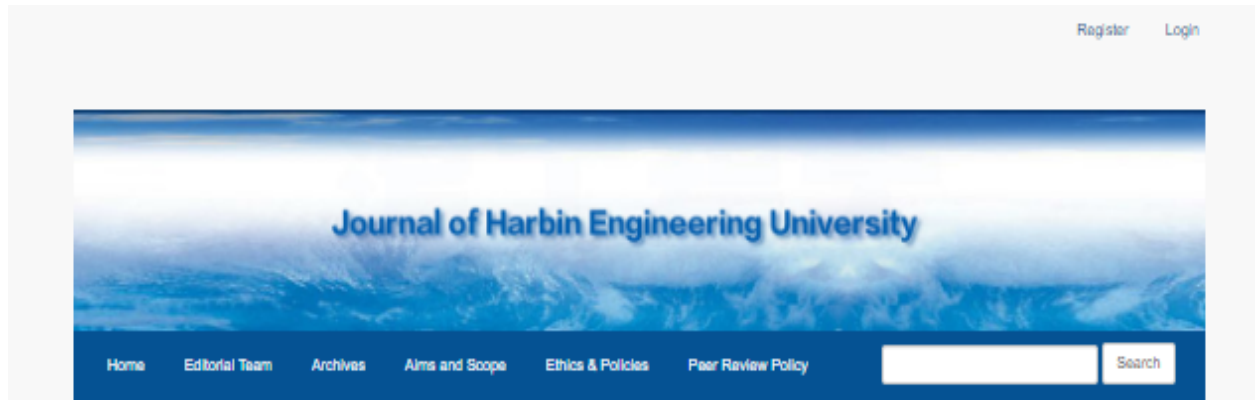 Register Login
Journal of Harbin Engineering University
Home Editorial Team Archives Aims and Scope Ethics & Policies Peer Review Policy Search